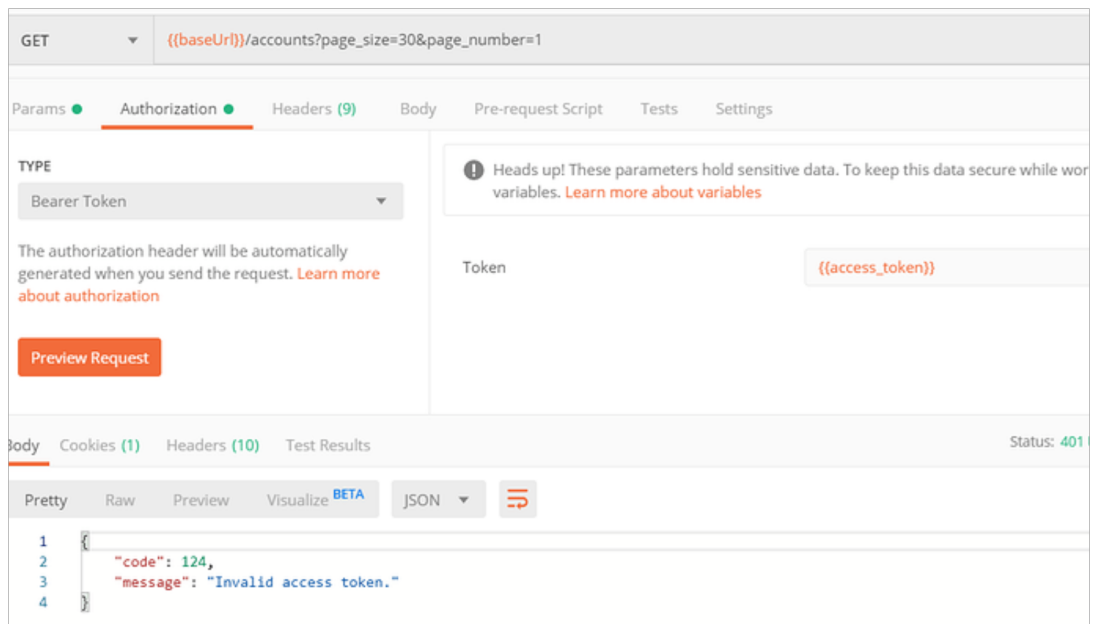 GET {{baseUrl}}/accounts?page_size=30&page_number=1
Params Authorization Headers (9) Body Pre-request Script Tests Settings
TYPE
Bearer Token
The authorization header will be automatically
generated when you send the request. Learn more
about authorization
Preview Request
Heads up! These parameters hold sensitive data. To keep this data secure while
variables. Learn more about variables
Token {{access_token}}
Body Cookies (1) Headers (10) Test Results Status: 401
Pretty Raw Preview Visualize BETA JSON
1 {
2 "code": 124,
3 "message": "Invalid access token."
4 }